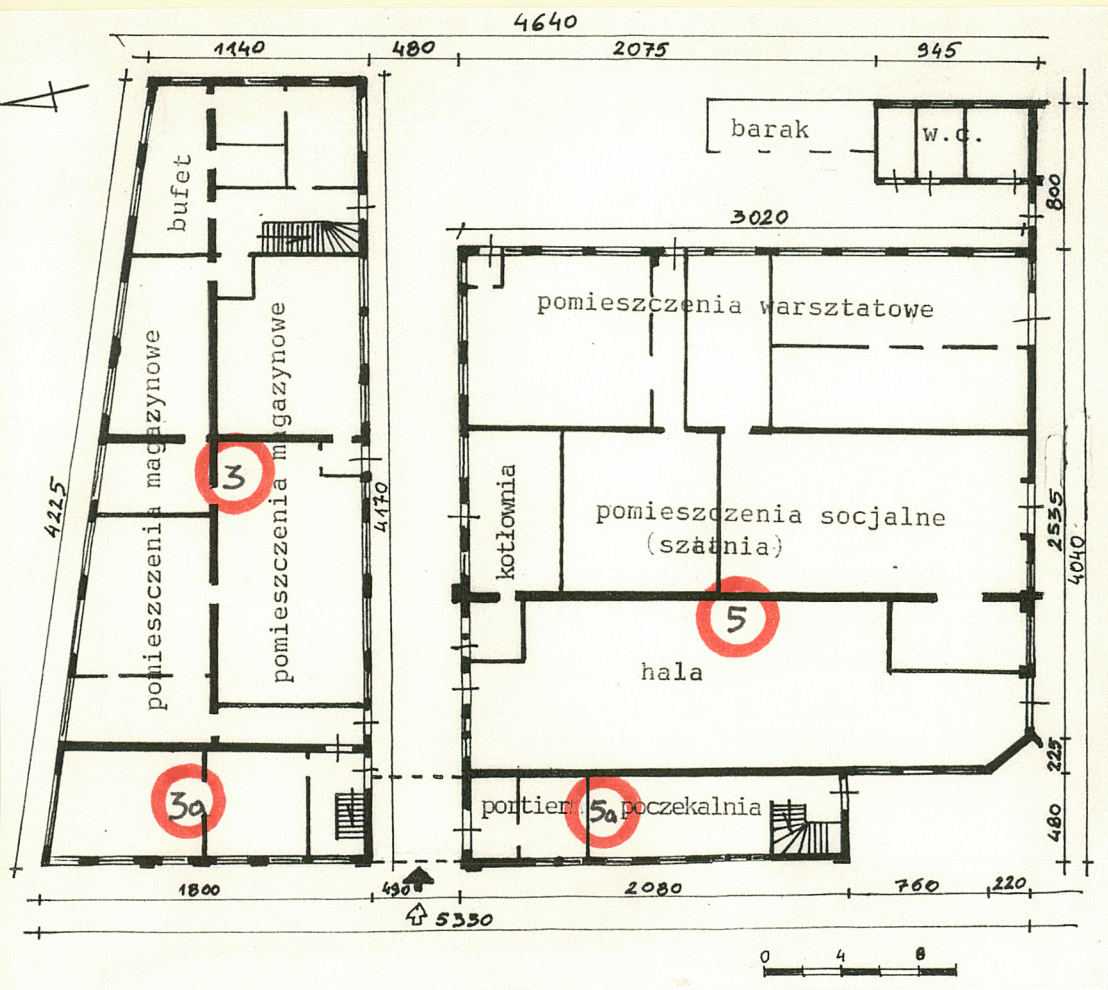 4640
1140
480
2075
945
barak
w.c.
800
bufet
3020
pomieszczenia warsztatowe
pomieszczenia magazynowe
pomieszczenia magazynowe
3
4225
4170
kotłownia
pomieszczenia socjalne
(szatnia)
2535
4040
5
hala
225
3a
portier
5a
poczekalnia
480
1800
490
2080
760
220
5330
0
4
8